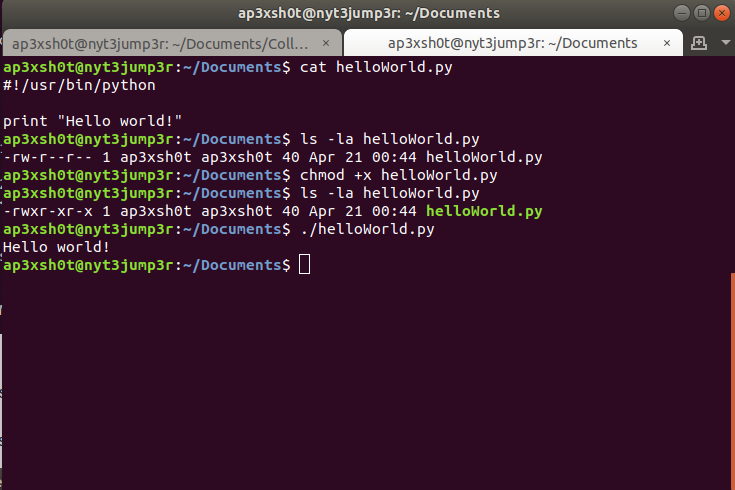 ap3xsh0t@nyt3jump3r: ~/Documents
ap3xsh0t@nyt3jump3r: ~/Documents/Coll... ×
ap3xsh0t@nyt3jump3r: ~/Documents ×
ap3xsh0t@nyt3jump3r:~/Documents$ cat helloWorld.py
#!/usr/bin/python

print "Hello world!"
ap3xsh0t@nyt3jump3r:~/Documents$ ls -la helloWorld.py
-rw-r--r-- 1 ap3xsh0t ap3xsh0t 40 Apr 21 00:44 helloWorld.py
ap3xsh0t@nyt3jump3r:~/Documents$ chmod +x helloWorld.py
ap3xsh0t@nyt3jump3r:~/Documents$ ls -la helloWorld.py
-rwxr-xr-x 1 ap3xsh0t ap3xsh0t 40 Apr 21 00:44 helloWorld.py
ap3xsh0t@nyt3jump3r:~/Documents$ ./helloWorld.py
Hello world!
ap3xsh0t@nyt3jump3r:~/Documents$